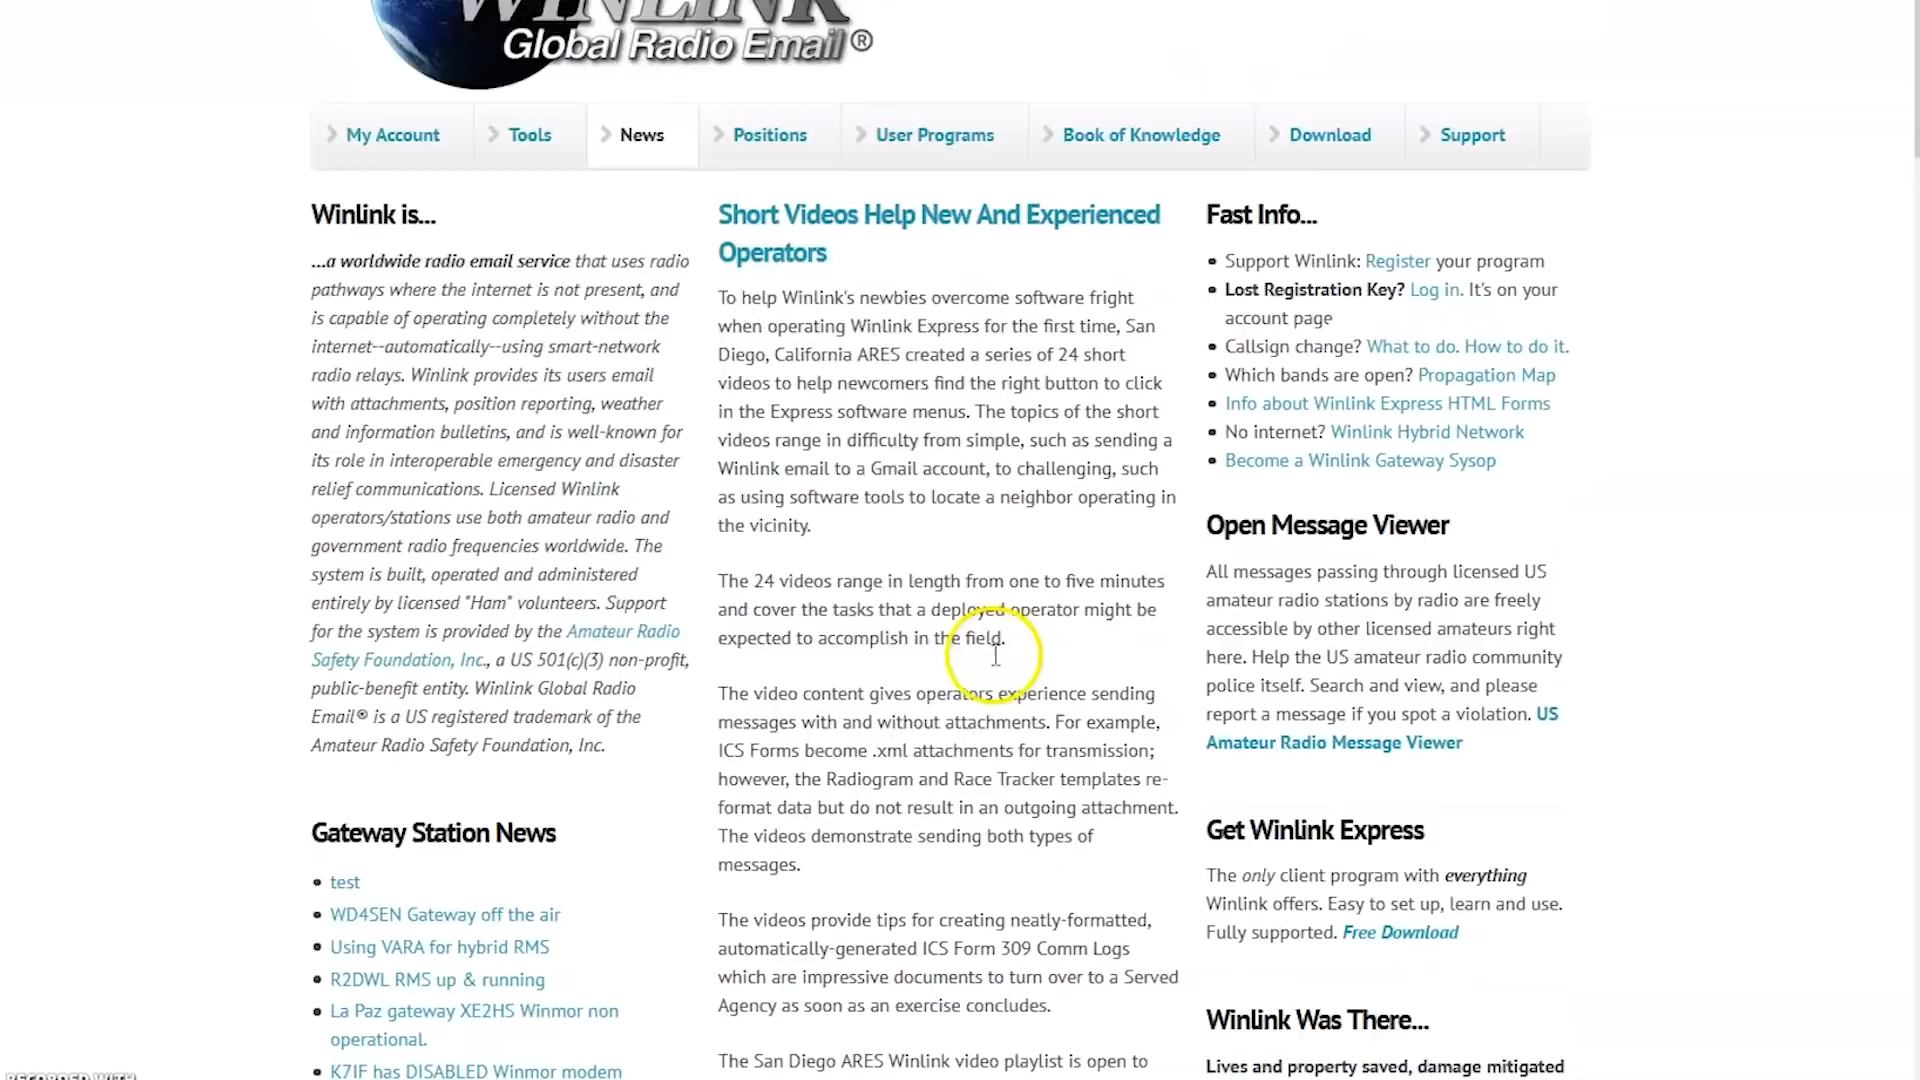 WINLINK
Global Radio Email®
My Account
Tools
News
Positions
User Programs
Book of Knowledge
Download
Support
Winlink is...
...a worldwide radio email service that uses radio
pathways where the internet is not present, and
is capable of operating completely without the
internet--automatically--using smart-network
radio relays. Winlink provides its users email
with attachments, position reporting, weather
and information bulletins, and is well-known for
its role in interoperable emergency and disaster
relief communications. Licensed Winlink
operators/stations use both amateur radio and
government radio frequencies worldwide. The
system is built, operated and administered
entirely by licensed "Ham" volunteers. Support
for the system is provided by the Amateur Radio
Safety Foundation, Inc., a US 501(c)(3) non-profit,
public-benefit entity. Winlink Global Radio
Email® is a US registered trademark of the
Amateur Radio Safety Foundation, Inc.
Gateway Station News
test
WD4SEN Gateway off the air
Using VARA for hybrid RMS
R2DWL RMS up & running
La Paz gateway XE2HS Winmor non
operational.
K7IF has DISABLED Winmor modem
Short Videos Help New And Experienced
Operators
To help Winlink's newbies overcome software fright
when operating Winlink Express for the first time, San
Diego, California ARES created a series of 24 short
videos to help newcomers find the right button to click
in the Express software menus. The topics of the short
videos range in difficulty from simple, such as sending a
Winlink email to a Gmail account, to challenging, such
as using software tools to locate a neighbor operating in
the vicinity.
The 24 videos range in length from one to five minutes
and cover the tasks that a deployed operator might be
expected to accomplish in the field.
The video content gives operators experience sending
messages with and without attachments. For example,
ICS Forms become .xml attachments for transmission;
however, the Radiogram and Race Tracker templates re-
format data but do not result in an outgoing attachment.
The videos demonstrate sending both types of
messages.
The videos provide tips for creating neatly-formatted,
automatically-generated ICS Form 309 Comm Logs
which are impressive documents to turn over to a Served
Agency as soon as an exercise concludes.
The San Diego ARES Winlink video playlist is open to
Fast Info...
Support Winlink: Register your program
Lost Registration Key? Log in. It's on your
account page
Callsign change? What to do. How to do it.
Which bands are open? Propagation Map
Info about Winlink Express HTML Forms
No internet? Winlink Hybrid Network
Become a Winlink Gateway Sysop
Open Message Viewer
All messages passing through licensed US
amateur radio stations by radio are freely
accessible by other licensed amateurs right
here. Help the US amateur radio community
police itself. Search and view, and please
report a message if you spot a violation. US
Amateur Radio Message Viewer
Get Winlink Express
The only client program with everything
Winlink offers. Easy to set up, learn and use.
Fully supported. Free Download
Winlink Was There...
Lives and property saved, damage mitigated
RECORDED WITH